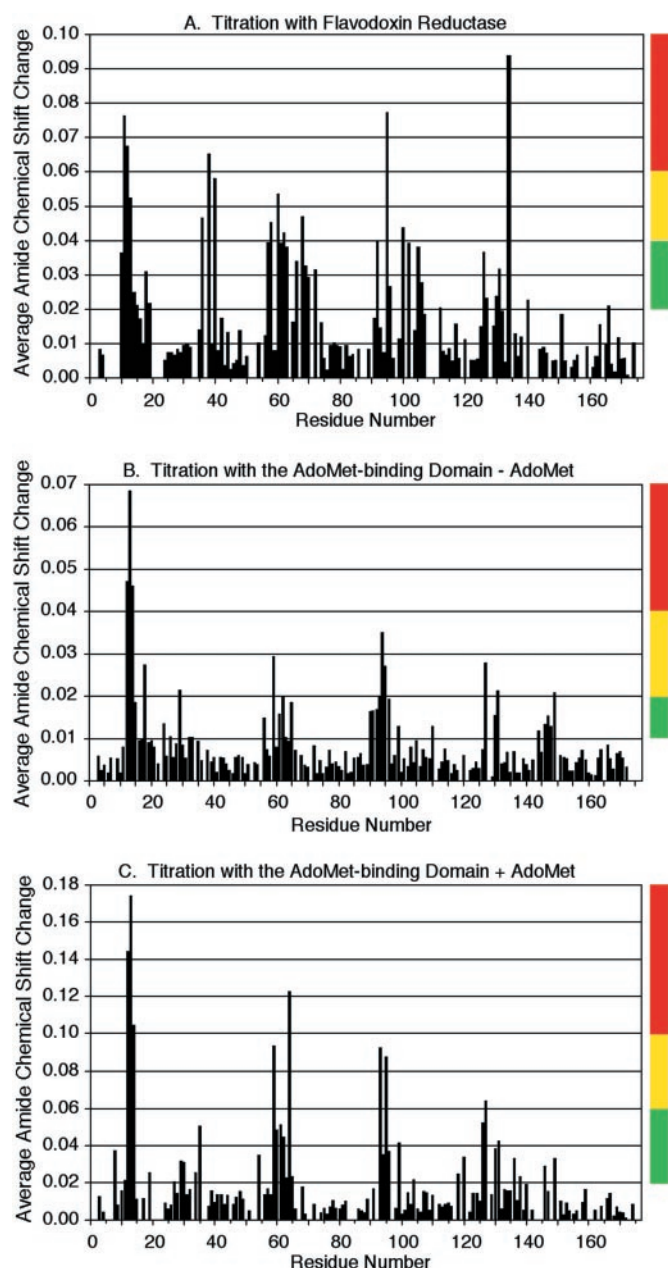 A. Titration with Flavodoxin Reductase
Average Amide Chemical Shift Change
0.10
0.09
0.08
0.07
0.06
0.05
0.04
0.03
0.02
0.01
0.00
0 20 40 60 80 100 120 140 160
Residue Number
B. Titration with the AdoMet-binding Domain - AdoMet
Average Amide Chemical Shift Change
0.07
0.06
0.05
0.04
0.03
0.02
0.01
0.00
0 20 40 60 80 100 120 140 160
Residue Number
C. Titration with the AdoMet-binding Domain + AdoMet
Average Amide Chemical Shift Change
0.18
0.16
0.14
0.12
0.10
0.08
0.06
0.04
0.02
0.00
0 20 40 60 80 100 120 140 160
Residue Number